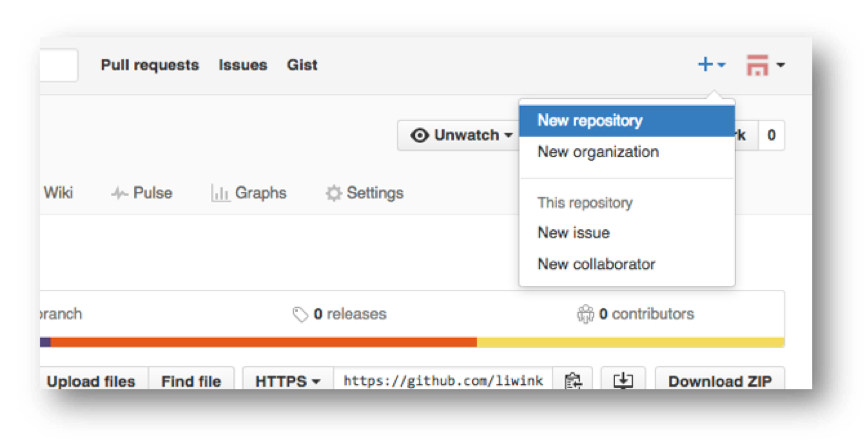 Pull requests Issues Gist
New repository
Unwatch 0
New organization
Wiki Pulse Graphs Settings
This repository
New issue
New collaborator
0 releases 0 contributors
Upload files Find file HTTPS https://github.com/liwink Download ZIP